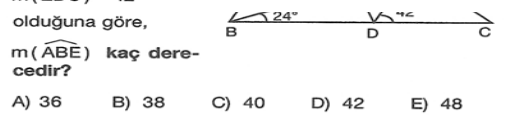 olduğuna göre,
24°
B D C
m(ABE) kaç dere-
cedir?
A) 36 B) 38 C) 40 D) 42 E) 48